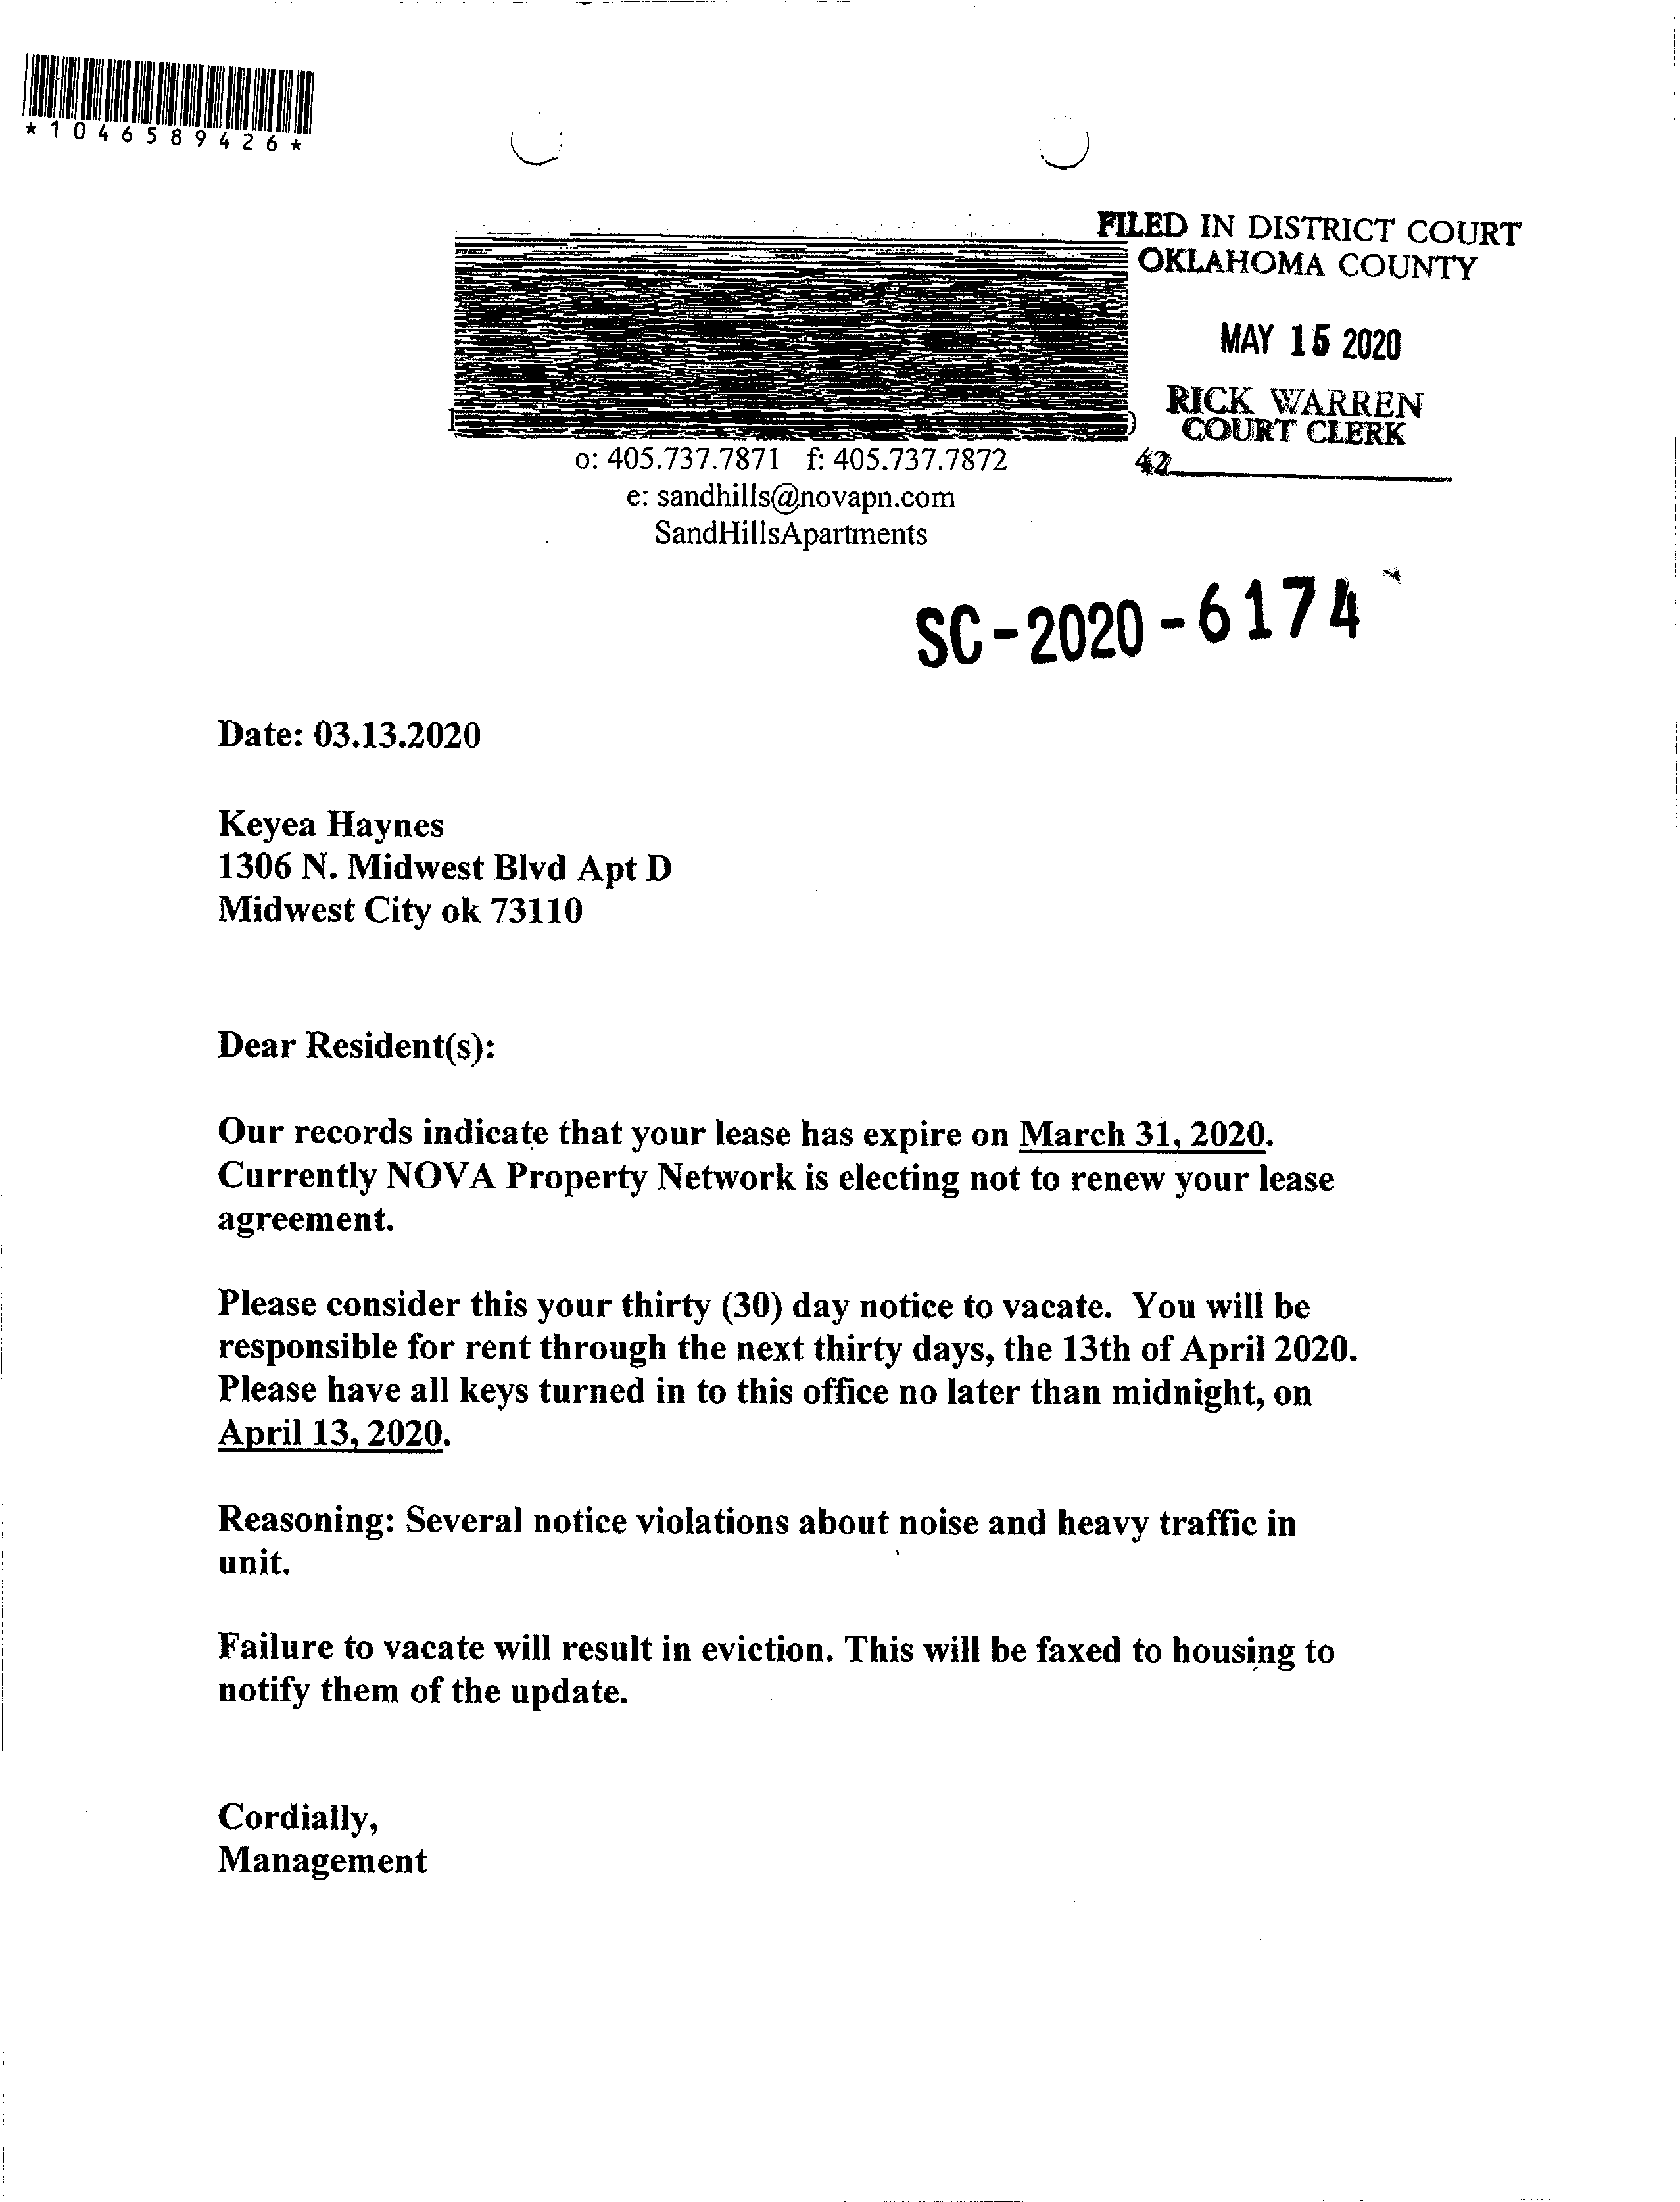 *1046589426*
FILED IN DISTRICT COURT
OKLAHOMA COUNTY
MAY 15 2020
RICK WARREN
COURT CLERK
42
o: 405.737.7871 f: 405.737.7872
e: sandhills@novapn.com
SandHillsApartments
SC-2020-6174
Date: 03.13.2020
Keyea Haynes
1306 N. Midwest Blvd Apt D
Midwest City ok 73110
Dear Resident(s):
Our records indicate that your lease has expire on March 31, 2020.
Currently NOVA Property Network is electing not to renew your lease
agreement.
Please consider this your thirty (30) day notice to vacate. You will be
responsible for rent through the next thirty days, the 13th of April 2020.
Please have all keys turned in to this office no later than midnight, on
April 13, 2020.
Reasoning: Several notice violations about noise and heavy traffic in
unit.
Failure to vacate will result in eviction. This will be faxed to housing to
notify them of the update.
Cordially,
Management